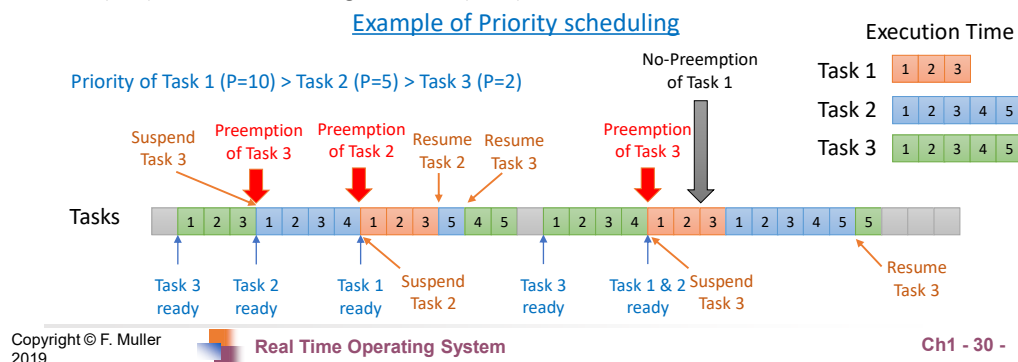 Example of Priority scheduling
Execution Time
No-Preemption
of Task 1
Task 1 1 2 3
Priority of Task 1 (P=10) > Task 2 (P=5) > Task 3 (P=2)
Task 2 1 2 3 4 5
Task 3 1 2 3 4 5
Suspend
Task 3
Preemption
of Task 3
Preemption
of Task 2
Resume
Task 2
Resume
Task 3
Preemption
of Task 3
Tasks 1 2 3 1 2 3 4 1 2 3 5 4 5 1 2 3 4 1 2 3 1 2 3 4 5 5
Task 3
ready
Task 2
ready
Task 1
ready
Suspend
Task 2
Task 3
ready
Task 1 & 2
ready
Suspend
Task 3
Resume
Task 3
Copyright © F. Muller
2019
Real Time Operating System
Ch1 - 30 -